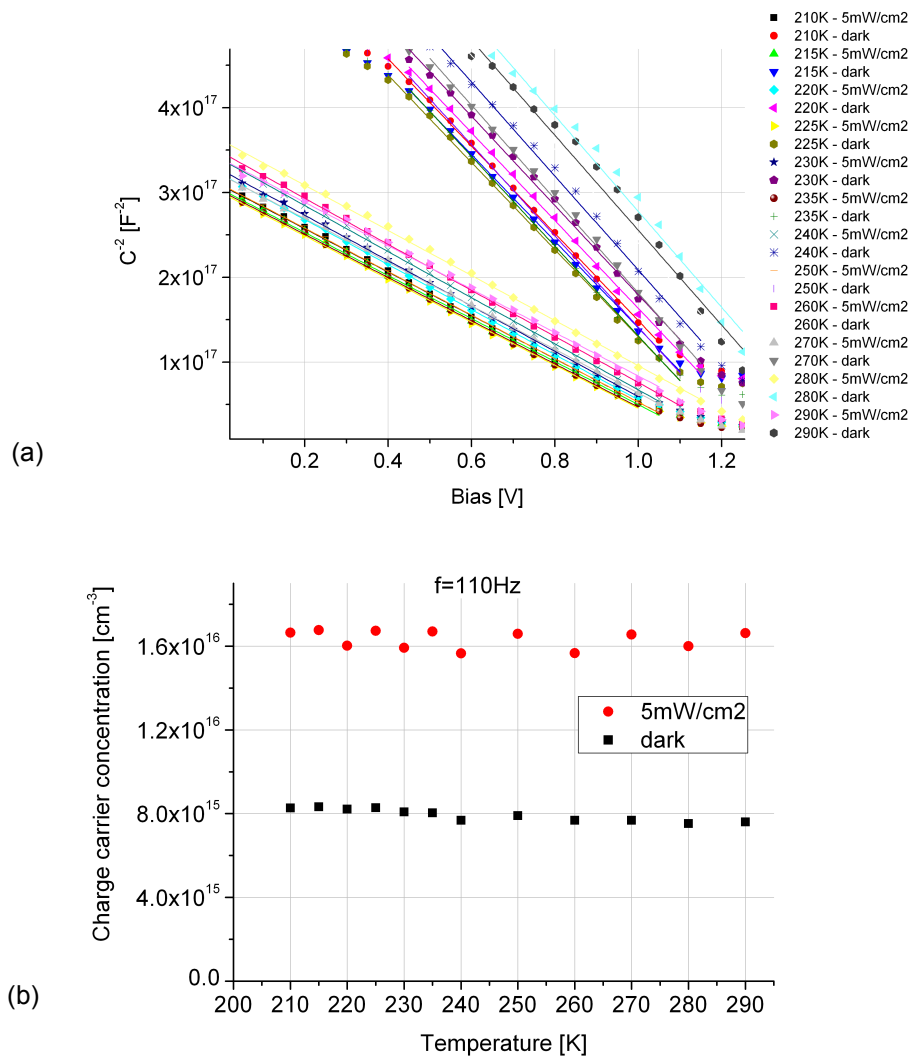 (a)
C⁻² [F⁻²]
4x10¹⁷
3x10¹⁷
2x10¹⁷
1x10¹⁷
0.2 0.4 0.6 0.8 1.0 1.2
Bias [V]
210K - 5mW/cm2
210K - dark
215K - 5mW/cm2
215K - dark
220K - 5mW/cm2
220K - dark
225K - 5mW/cm2
225K - dark
230K - 5mW/cm2
230K - dark
235K - 5mW/cm2
235K - dark
240K - 5mW/cm2
240K - dark
250K - 5mW/cm2
250K - dark
260K - 5mW/cm2
260K - dark
270K - 5mW/cm2
270K - dark
280K - 5mW/cm2
280K - dark
290K - 5mW/cm2
290K - dark
(b)
f=110Hz
Charge carrier concentration [cm⁻³]
1.6x10¹⁶
1.2x10¹⁶
8.0x10¹⁵
4.0x10¹⁵
0.0
5mW/cm2
dark
200 210 220 230 240 250 260 270 280 290
Temperature [K]